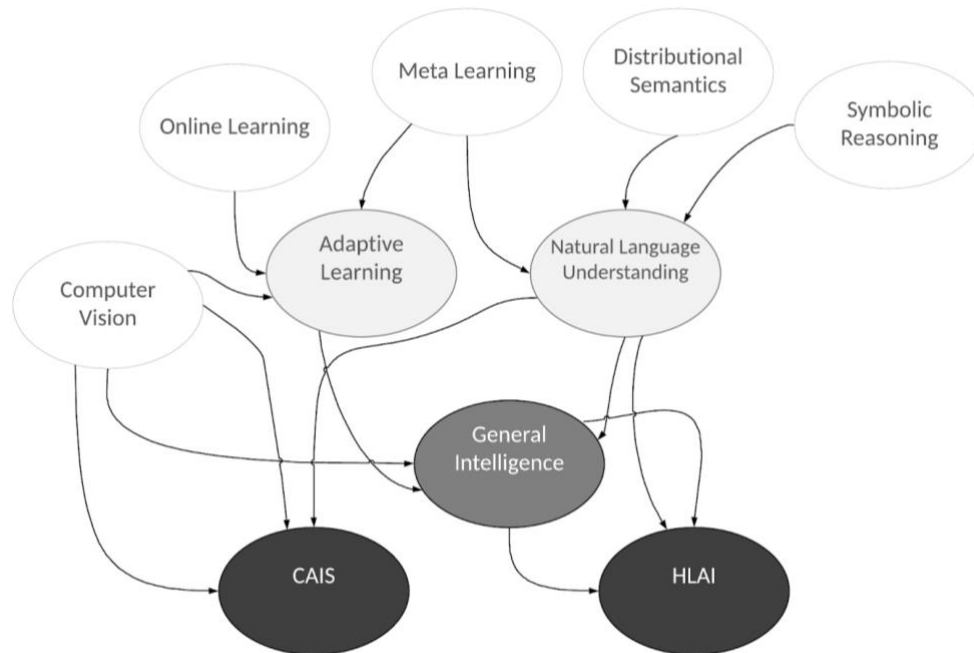 Meta Learning
Distributional
Semantics
Online Learning
Symbolic
Reasoning
Adaptive
Learning
Natural Language
Understanding
Computer
Vision
General
Intelligence
CAIS
HLAI